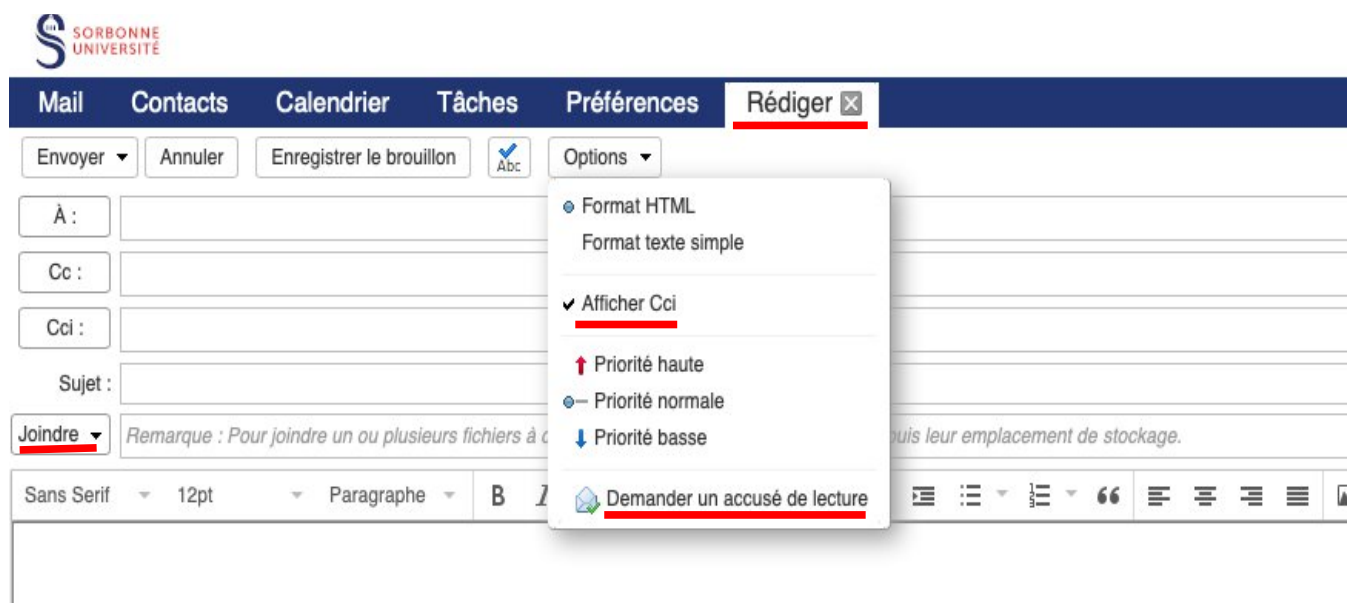 SORBONNE
UNIVERSITÉ
Mail Contacts Calendrier Tâches Préférences Rédiger
Envoyer Annuler Enregistrer le brouillon Abc Options
À :
Cc :
Cci :
Sujet :
Joindre Remarque : Pour joindre un ou plusieurs fichiers à leur emplacement de stockage.
Sans Serif 12pt Paragraphe B I
Format HTML
Format texte simple
Afficher Cci
Priorité haute
Priorité normale
Priorité basse
Demander un accusé de lecture